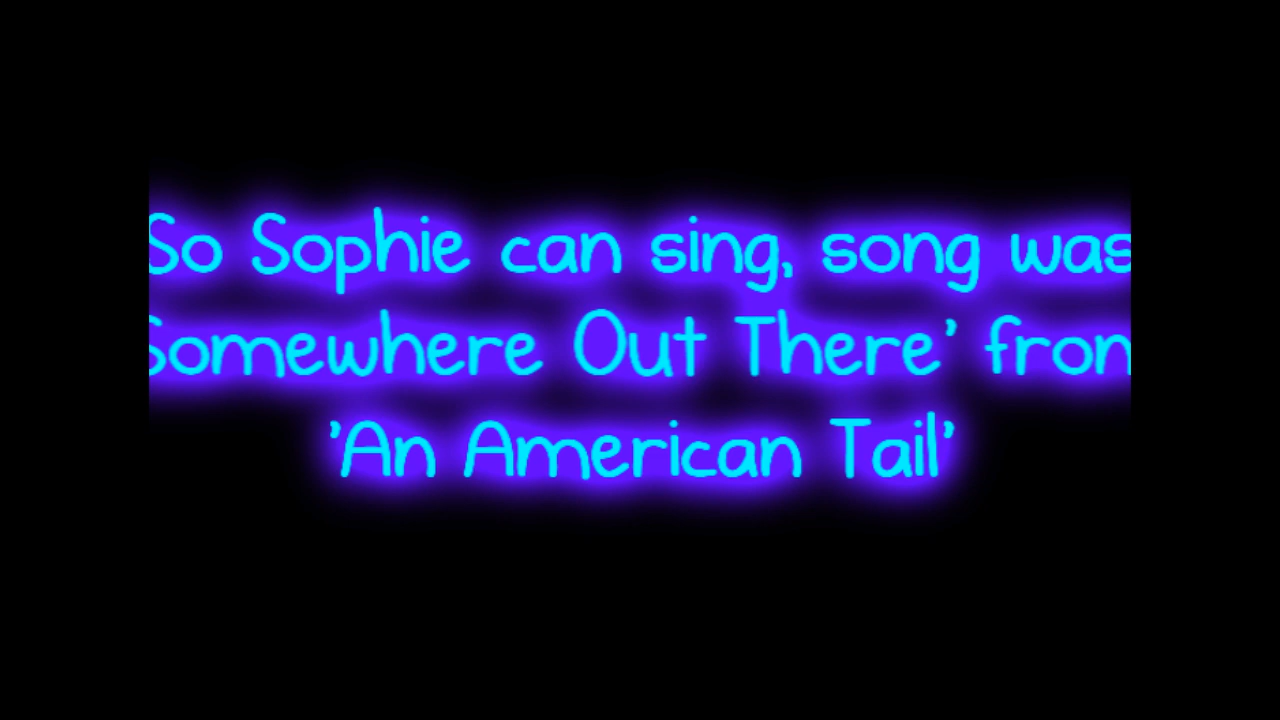 So Sophie can sing, song was
Somewhere Out There' from
'An American Tail'